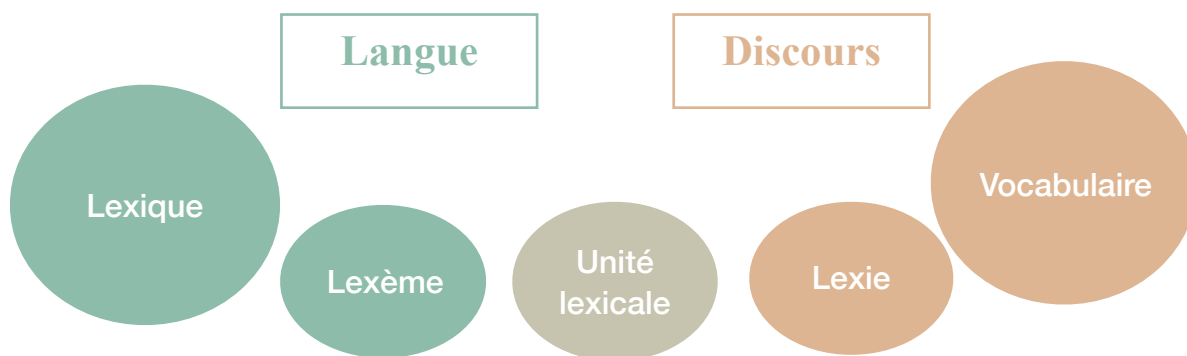 Langue
Discours
Lexique
Vocabulaire
Lexème
Unité
lexicale
Lexie